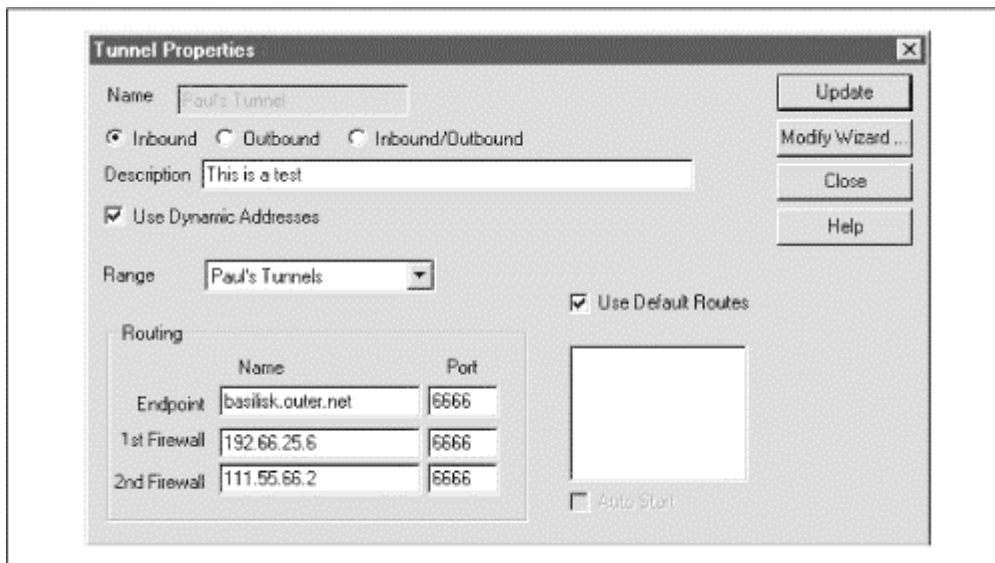 Tunnel Properties
Name Paul's Tunnel
Update
Inbound Outbound Inbound/Outbound
Modify Wizard ...
Description This is a test
Close
Use Dynamic Addresses
Help
Range Paul's Tunnels
Use Default Routes
Routing
Name Port
Endpoint basilisk.outer.net 6666
1st Firewall 192.66.25.6 6666
2nd Firewall 111.55.66.2 6666
Auto Start